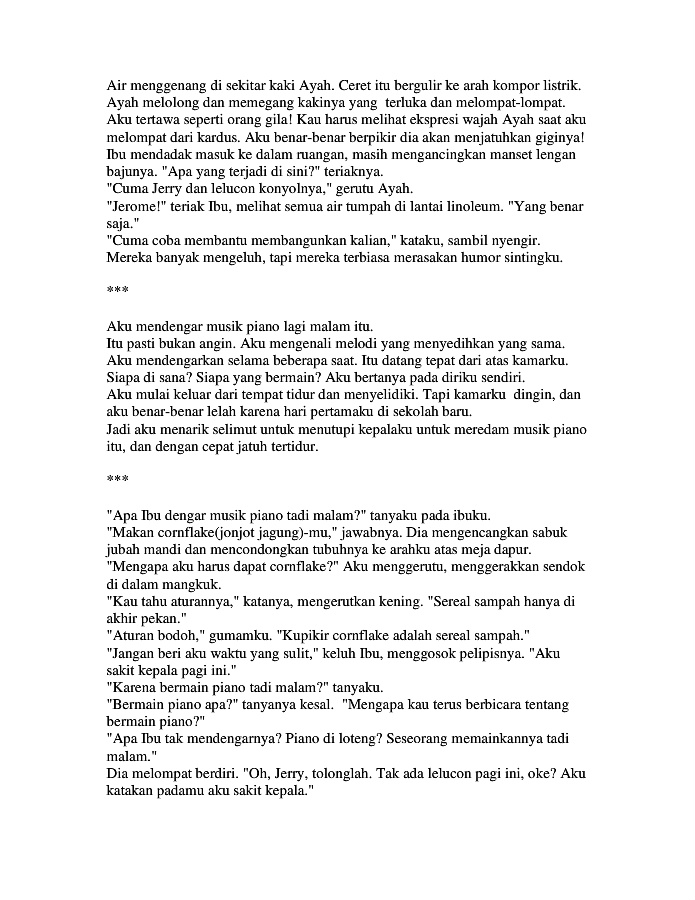 Air menggenang di sekitar kaki Ayah. Ceret itu bergulir ke arah kompor listrik.
Ayah melolong dan memegang kakinya yang  terluka dan melompat-lompat.
Aku tertawa seperti orang gila! Kau harus melihat ekspresi wajah Ayah saat aku
melompat dari kardus. Aku benar-benar berpikir dia akan menjatuhkan giginya!
Ibu mendadak masuk ke dalam ruangan, masih mengancingkan manset lengan
bajunya. "Apa yang terjadi di sini?" teriaknya.
"Cuma Jerry dan lelucon konyolnya," gerutu Ayah.
"Jerome!" teriak Ibu, melihat semua air tumpah di lantai linoleum. "Yang benar
saja."
"Cuma coba membantu membangunkan kalian," kataku, sambil nyengir.
Mereka banyak mengeluh, tapi mereka terbiasa merasakan humor sintingku.
***
Aku mendengar musik piano lagi malam itu.
Itu pasti bukan angin. Aku mengenali melodi yang menyedihkan yang sama.
Aku mendengarkan selama beberapa saat. Itu datang tepat dari atas kamarku.
Siapa di sana? Siapa yang bermain? Aku bertanya pada diriku sendiri.
Aku mulai keluar dari tempat tidur dan menyelidiki. Tapi kamarku  dingin, dan
aku benar-benar lelah karena hari pertamaku di sekolah baru.
Jadi aku menarik selimut untuk menutupi kepalaku untuk meredam musik piano
itu, dan dengan cepat jatuh tertidur.
***
"Apa Ibu dengar musik piano tadi malam?" tanyaku pada ibuku.
"Makan cornflake(jonjot jagung)-mu," jawabnya. Dia mengencangkan sabuk
jubah mandi dan mencondongkan tubuhnya ke arahku atas meja dapur.
"Mengapa aku harus dapat cornflake?" Aku menggerutu, menggerakkan sendok
di dalam mangkuk.
"Kau tahu aturannya," katanya, mengerutkan kening. "Sereal sampah hanya di
akhir pekan."
"Aturan bodoh," gumamku. "Kupikir cornflake adalah sereal sampah."
"Jangan beri aku waktu yang sulit," keluh Ibu, menggosok pelipisnya. "Aku
sakit kepala pagi ini."
"Karena bermain piano tadi malam?" tanyaku.
"Bermain piano apa?" tanyanya kesal.  "Mengapa kau terus berbicara tentang
bermain piano?"
"Apa Ibu tak mendengarnya? Piano di loteng? Seseorang memainkannya tadi
malam."
Dia melompat berdiri. "Oh, Jerry, tolonglah. Tak ada lelucon pagi ini, oke? Aku
katakan padamu aku sakit kepala."